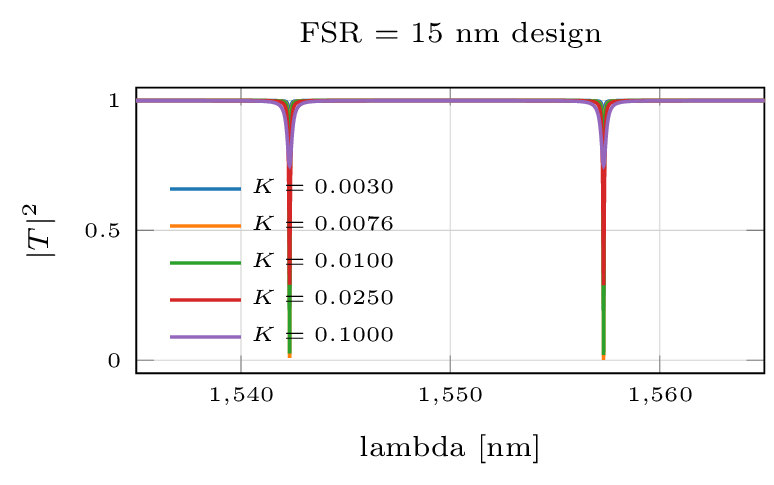 FSR = 15 nm design
|T|²
1
0.5
0
K = 0.0030
K = 0.0076
K = 0.0100
K = 0.0250
K = 0.1000
1,540 1,550 1,560
lambda [nm]